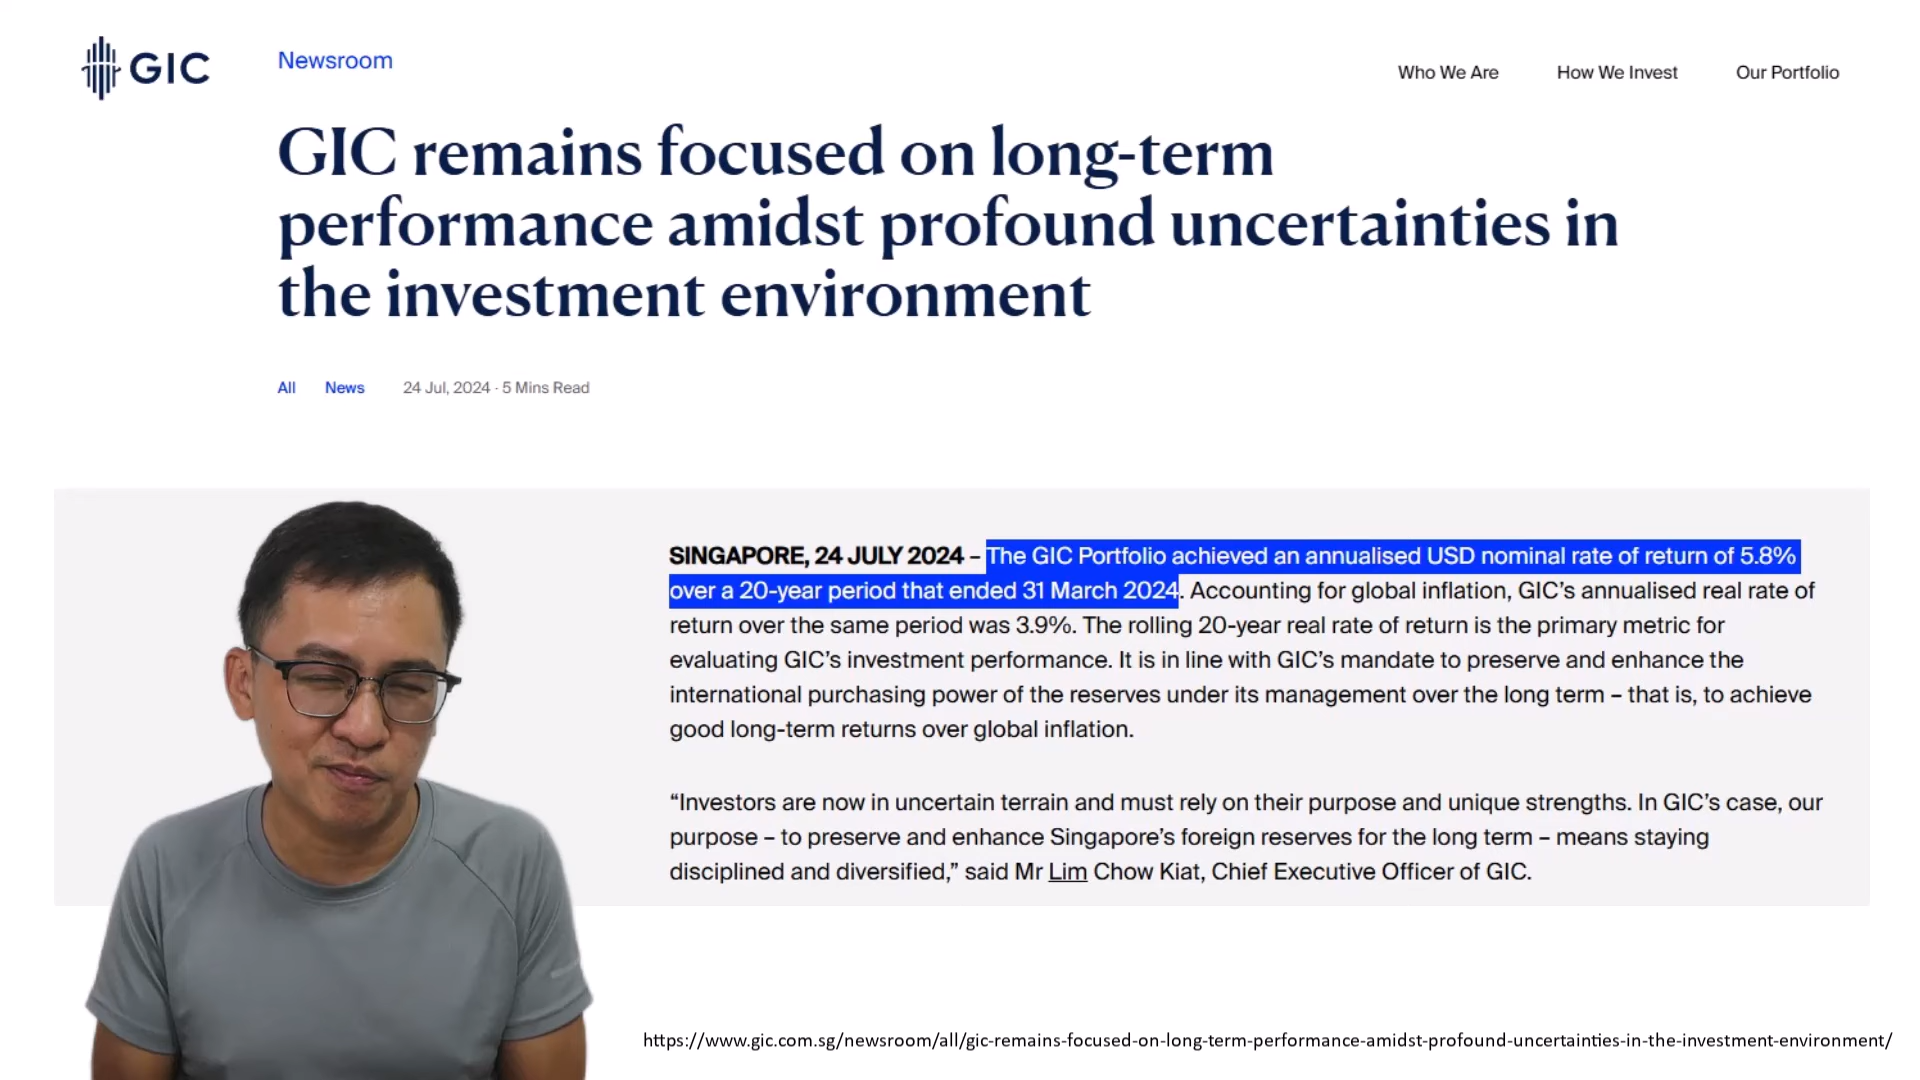 GIC
Newsroom
Who We Are
How We Invest
Our Portfolio
GIC remains focused on long-term
performance amidst profound uncertainties in
the investment environment
All News 24 Jul, 2024 · 5 Mins Read
SINGAPORE, 24 JULY 2024 – The GIC Portfolio achieved an annualised USD nominal rate of return of 5.8%
over a 20-year period that ended 31 March 2024. Accounting for global inflation, GIC’s annualised real rate of
return over the same period was 3.9%. The rolling 20-year real rate of return is the primary metric for
evaluating GIC’s investment performance. It is in line with GIC’s mandate to preserve and enhance the
international purchasing power of the reserves under its management over the long term – that is, to achieve
good long-term returns over global inflation.
“Investors are now in uncertain terrain and must rely on their purpose and unique strengths. In GIC’s case, our
purpose – to preserve and enhance Singapore’s foreign reserves for the long term – means staying
disciplined and diversified,” said Mr Lim Chow Kiat, Chief Executive Officer of GIC.
https://www.gic.com.sg/newsroom/all/gic-remains-focused-on-long-term-performance-amidst-profound-uncertainties-in-the-investment-environment/